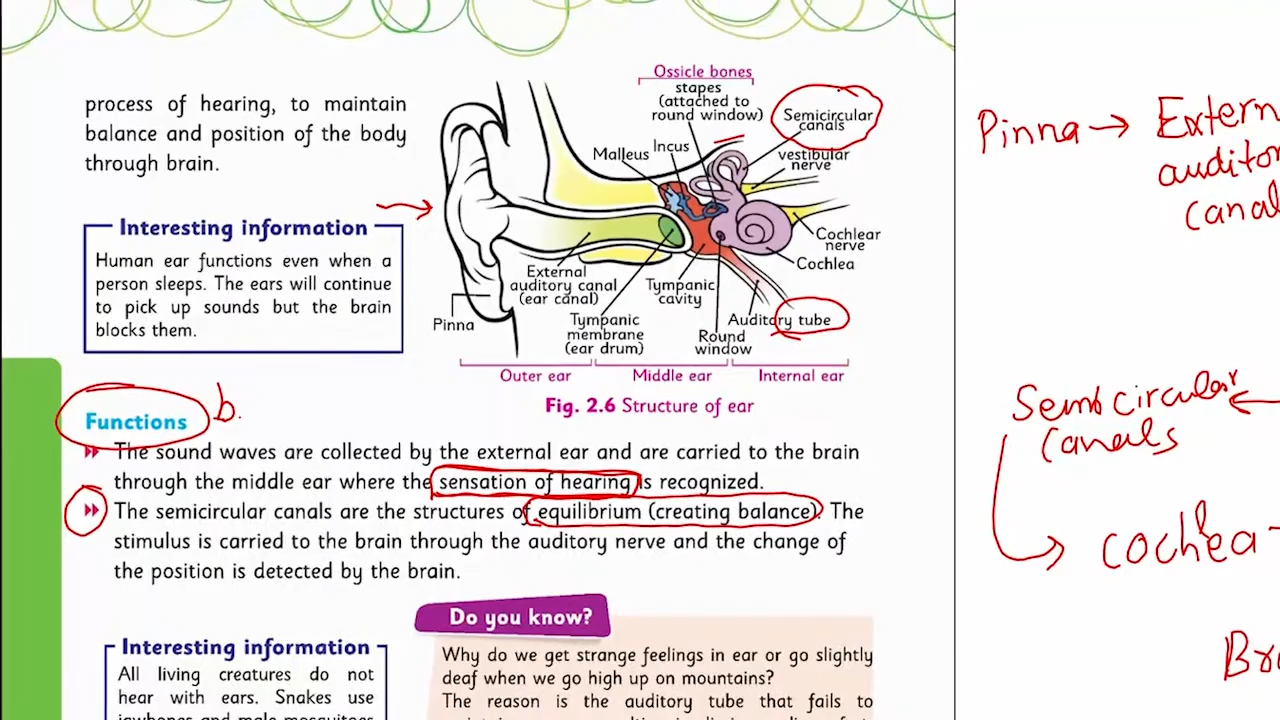 process of hearing, to maintain
balance and position of the body
through brain.
Interesting information
Human ear functions even when a
person sleeps. The ears will continue
to pick up sounds but the brain
blocks them.
Ossicle bones
stapes
(attached to
round window)
Semicircular
canals
Incus
Malleus
vestibular
nerve
Cochlear
nerve
Cochlea
External
auditory canal
(ear canal)
Tympanic
cavity
Auditory tube
Pinna
Tympanic
membrane
(ear drum)
Round
window
Outer ear
Middle ear
Internal ear
Fig. 2.6 Structure of ear
Functions
b.
The sound waves are collected by the external ear and are carried to the brain
through the middle ear where the sensation of hearing is recognized.
The semicircular canals are the structures of equilibrium (creating balance). The
stimulus is carried to the brain through the auditory nerve and the change of
the position is detected by the brain.
Interesting information
All living creatures do not
hear with ears. Snakes use
jawbones and male mosquitoes
Do you know?
Why do we get strange feelings in ear or go slightly
deaf when we go high up on mountains?
The reason is the auditory tube that fails to
Pinna → Extern
auditor
canal
Semi circular
canals
cochlea
Bra